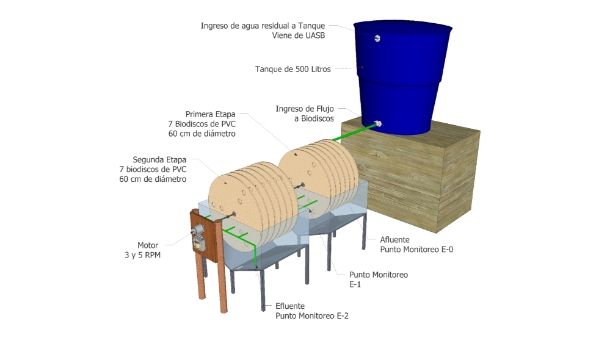 Ingreso de agua residual a Tanque
Viene de UASB
Tanque de 500 Litros
Ingreso de Flujo
a Biodiscos
Primera Etapa
7 Biodiscos de PVC
60 cm de diámetro
Segunda Etapa
7 biodiscos de PVC
60 cm de diámetro
Motor
3 y 5 RPM
Afluente
Punto Monitoreo E-0
Punto Monitoreo
E-1
Efluente
Punto Monitoreo E-2